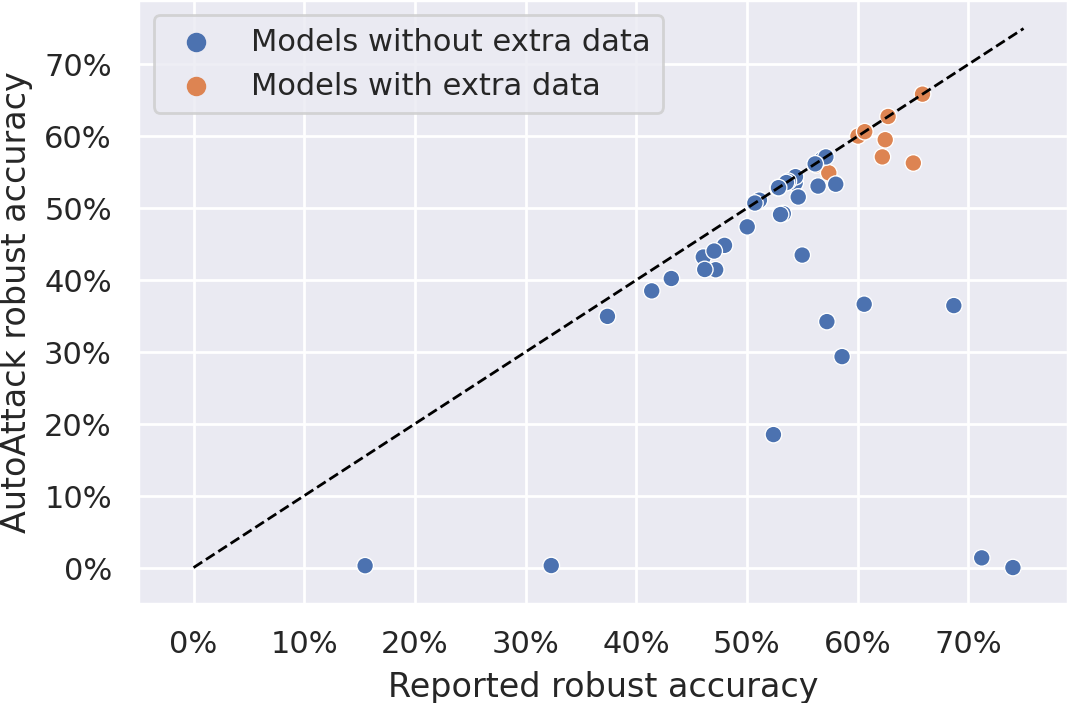 Models without extra data
Models with extra data
AutoAttack robust accuracy
70%
60%
50%
40%
30%
20%
10%
0%
0% 10% 20% 30% 40% 50% 60% 70%
Reported robust accuracy